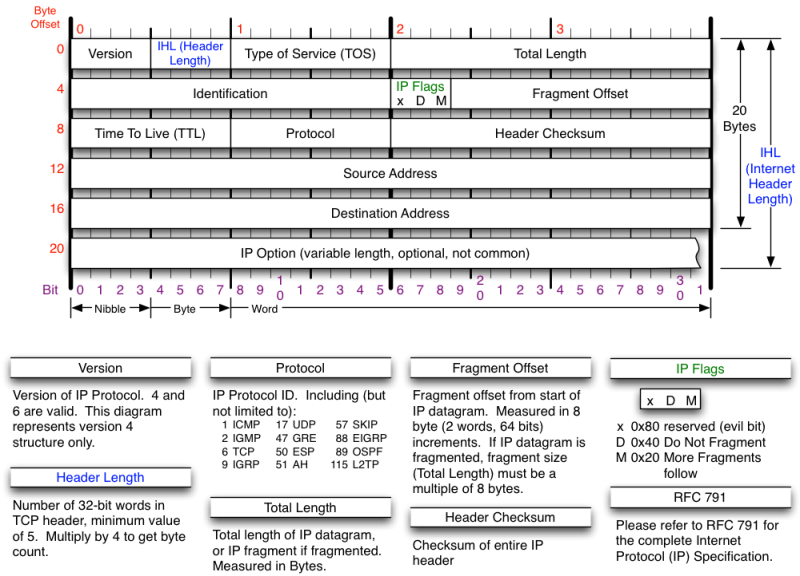 Byte
Offset
0 1 2 3
0 Version IHL (Header Length) Type of Service (TOS) Total Length
4 Identification IP Flags x D M Fragment Offset
8 Time To Live (TTL) Protocol Header Checksum
12 Source Address
16 Destination Address
20 IP Option (variable length, optional, not common)
20
Bytes
IHL
(Internet
Header
Length)
Bit 0 1 2 3 4 5 6 7 8 9 10 1 2 3 4 5 6 7 8 9 20 1 2 3 4 5 6 7 8 9 30 1
Nibble Byte Word
Version
Version of IP Protocol. 4 and
6 are valid. This diagram
represents version 4
structure only.
Header Length
Number of 32-bit words in
TCP header, minimum value
of 5. Multiply by 4 to get byte
count.
Protocol
IP Protocol ID. Including (but
not limited to):
1 ICMP 17 UDP 57 SKIP
2 IGMP 47 GRE 88 EIGRP
6 TCP 50 ESP 89 OSPF
9 IGRP 51 AH 115 L2TP
Total Length
Total length of IP datagram,
or IP fragment if fragmented.
Measured in Bytes.
Fragment Offset
Fragment offset from start of
IP datagram. Measured in 8
byte (2 words, 64 bits)
increments. If IP datagram is
fragmented, fragment size
(Total Length) must be a
multiple of 8 bytes.
Header Checksum
Checksum of entire IP
header
IP Flags
x D M
x 0x80 reserved (evil bit)
D 0x40 Do Not Fragment
M 0x20 More Fragments
follow
RFC 791
Please refer to RFC 791 for
the complete Internet
Protocol (IP) Specification.